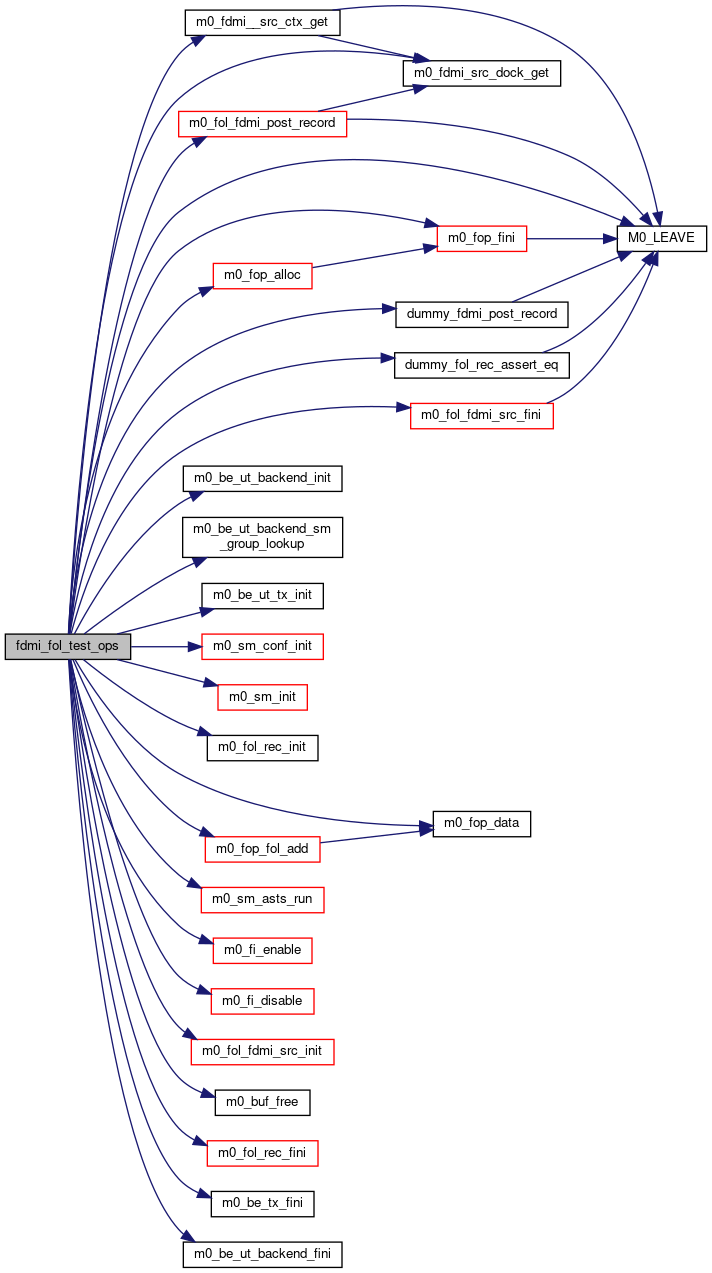 m0_fdmi__src_ctx_get
m0_fdmi_src_dock_get
m0_fol_fdmi_post_record
M0_LEAVE
m0_fop_fini
m0_fop_alloc
dummy_fdmi_post_record
dummy_fol_rec_assert_eq
m0_fol_fdmi_src_fini
m0_be_ut_backend_init
m0_be_ut_backend_sm
_group_lookup
m0_be_ut_tx_init
fdmi_fol_test_ops
m0_sm_conf_init
m0_sm_init
m0_fol_rec_init
m0_fop_data
m0_fop_fol_add
m0_sm_asts_run
m0_fi_enable
m0_fi_disable
m0_fol_fdmi_src_init
m0_buf_free
m0_fol_rec_fini
m0_be_tx_fini
m0_be_ut_backend_fini